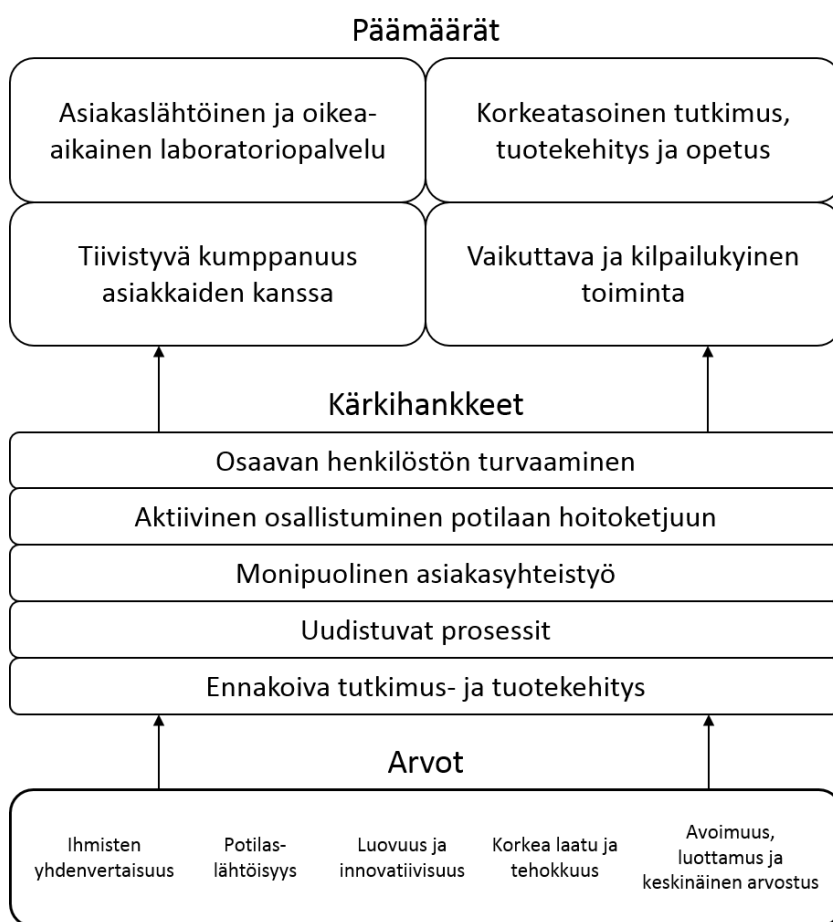 Päämäärät
Asiakaslähtöinen ja oikea-
aikainen laboratoriopalvelu
Korkeatasoinen tutkimus,
tuotekehitys ja opetus
Tiivistyvä kumppanuus
asiakkaiden kanssa
Vaikuttava ja kilpailukyinen
toiminta
Kärkihankkeet
Osaavan henkilöstön turvaaminen
Aktiivinen osallistuminen potilaan hoitoketjuun
Monipuolinen asiakasyhteistyö
Uudistuvat prosessit
Ennakoiva tutkimus- ja tuotekehitys
Arvot
Ihmisten
yhdenvertaisuus
Potilas-
lähtöisyys
Luovuus ja
innovatiivisuus
Korkea laatu ja
tehokkuus
Avoimuus,
luottamus ja
keskinäinen arvostus